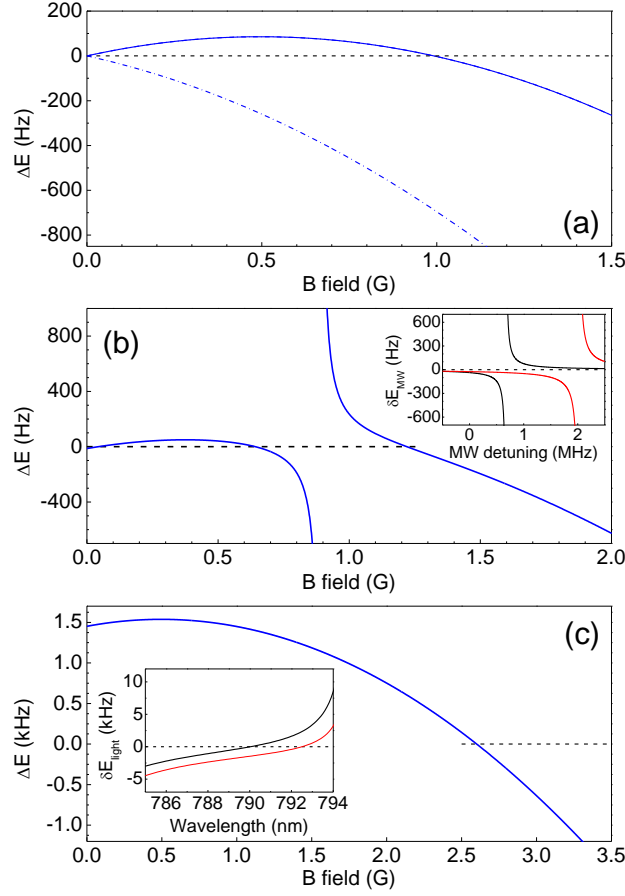 200
0
-200
-400
-600
-800
ΔE (Hz)
(a)
0.0 0.5 1.0 1.5
B field (G)
800
400
0
-400
ΔE (Hz)
(b)
600
300
0
-300
-600
δE_MW (Hz)
0 1 2
MW detuning (MHz)
0.0 0.5 1.0 1.5 2.0
B field (G)
1.5
1.0
0.5
0.0
-0.5
-1.0
ΔE (kHz)
(c)
10
5
0
-5
δE_light (kHz)
786 788 790 792 794
Wavelength (nm)
0.0 0.5 1.0 1.5 2.0 2.5 3.0 3.5
B field (G)